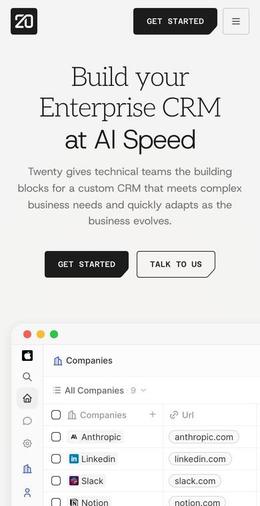 20
GET STARTED
Build your
Enterprise CRM
at AI Speed
Twenty gives technical teams the building
blocks for a custom CRM that meets complex
business needs and quickly adapts as the
business evolves.
GET STARTED
TALK TO US
Companies
All Companies · 9
Companies
Url
Anthropic
anthropic.com
Linkedin
linkedin.com
Slack
slack.com
Notion
notion.com